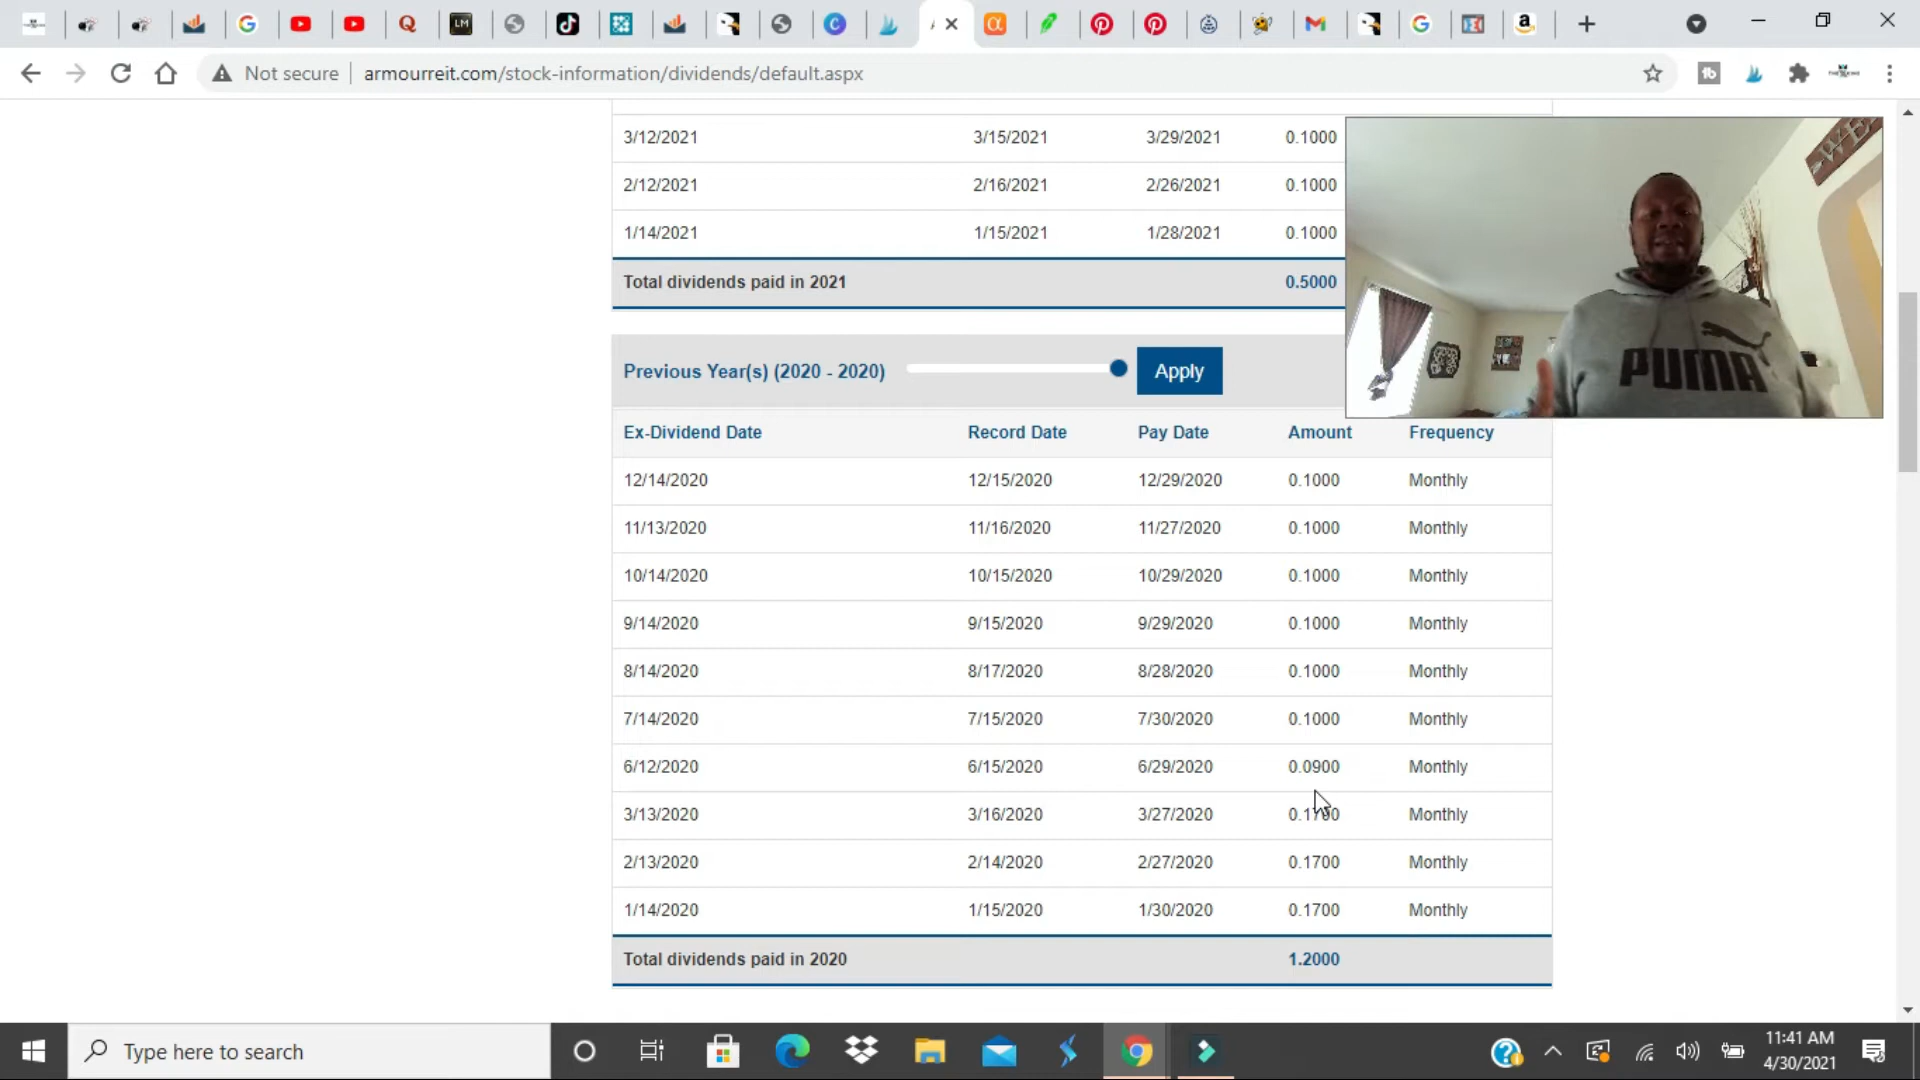 Not secure
armourreit.com/stock-information/dividends/default.aspx
3/12/2021 3/15/2021 3/29/2021 0.1000
2/12/2021 2/16/2021 2/26/2021 0.1000
1/14/2021 1/15/2021 1/28/2021 0.1000
Total dividends paid in 2021 0.5000
WE
PUMA
Previous Year(s) (2020 - 2020) Apply
Ex-Dividend Date Record Date Pay Date Amount Frequency
12/14/2020 12/15/2020 12/29/2020 0.1000 Monthly
11/13/2020 11/16/2020 11/27/2020 0.1000 Monthly
10/14/2020 10/15/2020 10/29/2020 0.1000 Monthly
9/14/2020 9/15/2020 9/29/2020 0.1000 Monthly
8/14/2020 8/17/2020 8/28/2020 0.1000 Monthly
7/14/2020 7/15/2020 7/30/2020 0.1000 Monthly
6/12/2020 6/15/2020 6/29/2020 0.0900 Monthly
3/13/2020 3/16/2020 3/27/2020 0.1700 Monthly
2/13/2020 2/14/2020 2/27/2020 0.1700 Monthly
1/14/2020 1/15/2020 1/30/2020 0.1700 Monthly
Total dividends paid in 2020 1.2000
Type here to search
11:41 AM
4/30/2021